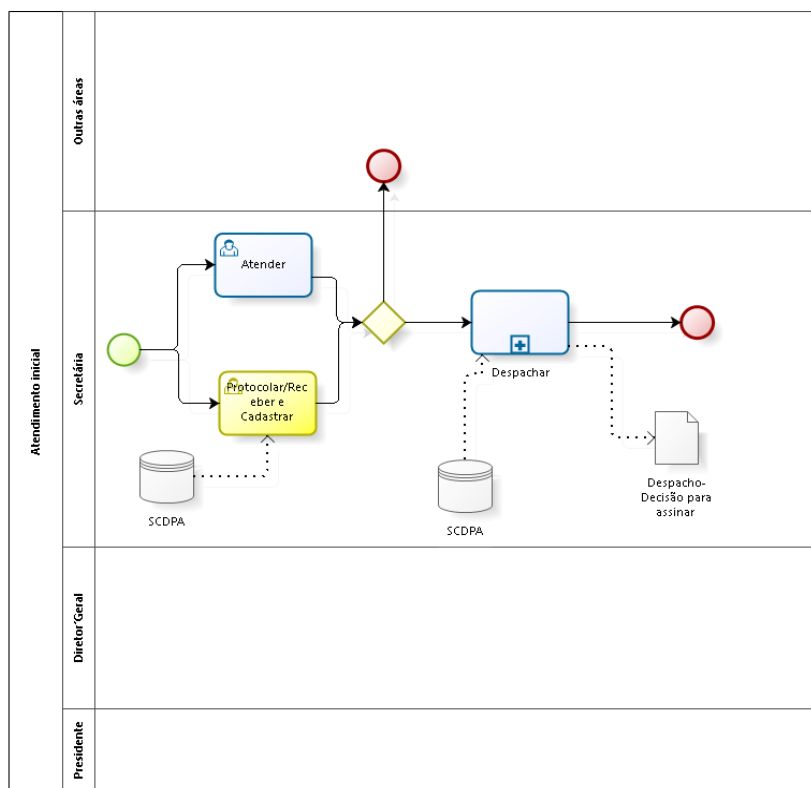 Atendimento inicial
Outras áreas
Secretária
Atender
Protocolar/Rec
eber e
Cadastrar
SCDPA
Despachar
SCDPA
Despacho-
Decisão para
assinar
Diretor´Geral
Presidente